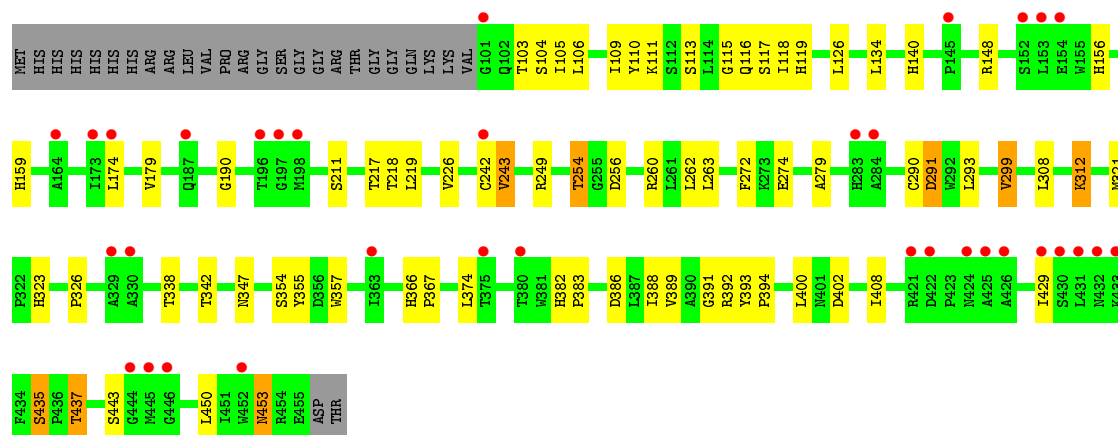 MET HIS HIS HIS HIS HIS HIS ARG ARG LEU VAL PRO ARG GLY SER GLY GLY ARG THR GLY GLY GLN LYS LYS VAL G101 Q102 T103 S104 I105 L106 I109 Y110 K111 S112 S113 L114 G115 Q116 S117 I118 H119 L126 L134 H140 P145 R148 S152 L153 E154 W155 H156
H159 A164 I173 L174 V179 Q187 G190 T196 G197 M198 S211 T217 T218 L219 V226 C242 V243 R249 T254 G255 D256 R260 L261 L262 L263 F272 K273 E274 A279 H283 A284 C290 D291 W292 L293 V299 L308 K312 M321
P322 H323 P326 A329 A330 T338 T342 N347 S354 Y355 D356 W357 I363 H366 P367 L374 T375 T380 W381 H382 P383 D386 L387 I388 V389 A390 G391 R392 Y393 P394 L400 N401 D402 I408 R421 D422 P423 N424 A425 A426 I429 S430 L431 N432 K433
F434 S435 P436 T437 S443 G444 M445 G446 L450 I451 W452 N453 R454 E455 ASP THR